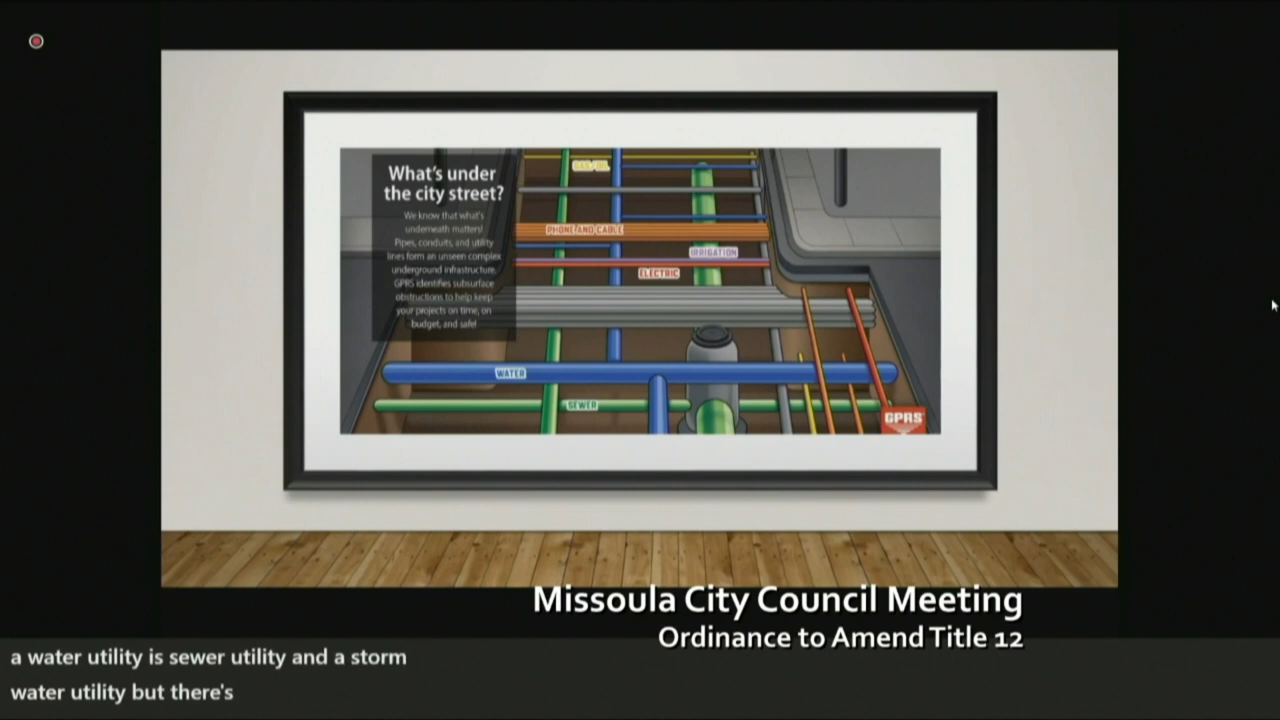 What's under
the city street?
We know that what's
underneath matters!
Pipes, conduits, and utility
lines form an unseen complex
underground infrastructure.
GPRS identifies subsurface
obstructions to help keep
your projects on time, on
budget, and safe!
GAS/OIL
PHONE AND CABLE
IRRIGATION
ELECTRIC
WATER
SEWER
GPRS
Missoula City Council Meeting
Ordinance to Amend Title 12
a water utility is sewer utility and a storm
water utility but there's